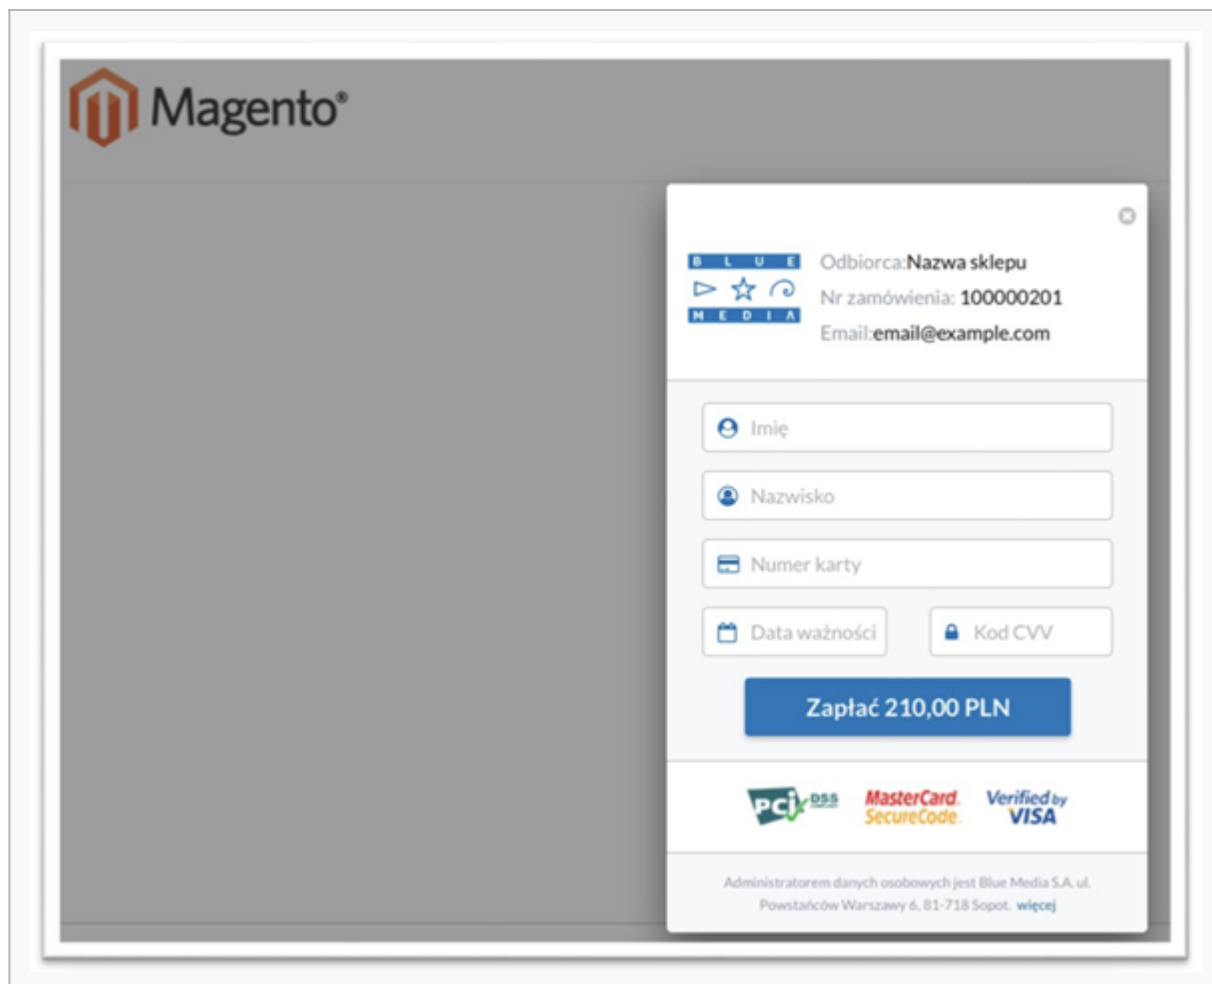 Magento®
BLUE
MEDIA
Odbiorca:Nazwa sklepu
Nr zamówienia: 100000201
Email:email@example.com
Imię
Nazwisko
Numer karty
Data ważności
Kod CVV
Zapłać 210,00 PLN
PCI DSS
MasterCard.
SecureCode.
Verified by
VISA
Administratorem danych osobowych jest Blue Media S.A. ul.
Powstańców Warszawy 6, 81-718 Sopot. więcej